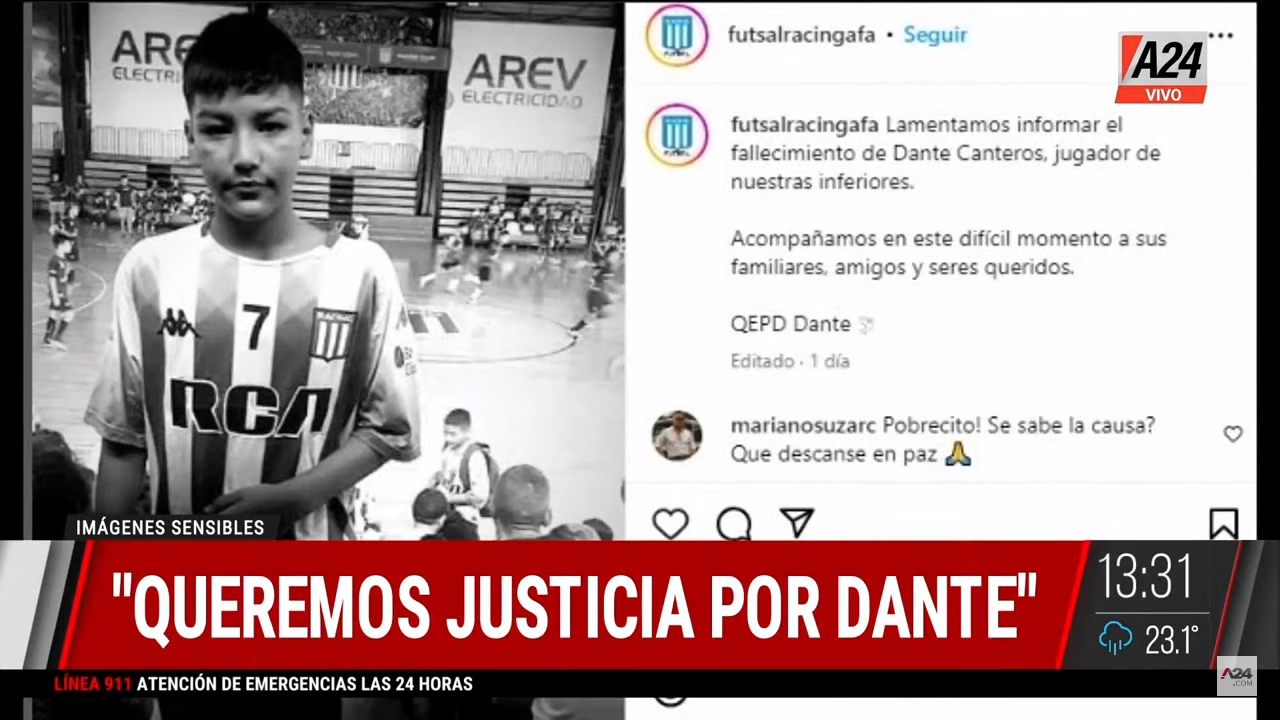 AREV
ELECTRICIDAD
7
RACING
RCA
futsalracingafa • Seguir
A24
VIVO
futsalracingafa Lamentamos informar el
fallecimiento de Dante Canteros, jugador de
nuestras inferiores.
Acompañamos en este difícil momento a sus
familiares, amigos y seres queridos.
QEPD Dante 🕊
Editado · 1 día
marianosuzarc Pobrecito! Se sabe la causa?
Que descanse en paz 🙏
IMÁGENES SENSIBLES
"QUEREMOS JUSTICIA POR DANTE"
13:31
23.1°
LÍNEA 911 ATENCIÓN DE EMERGENCIAS LAS 24 HORAS
A24
.COM